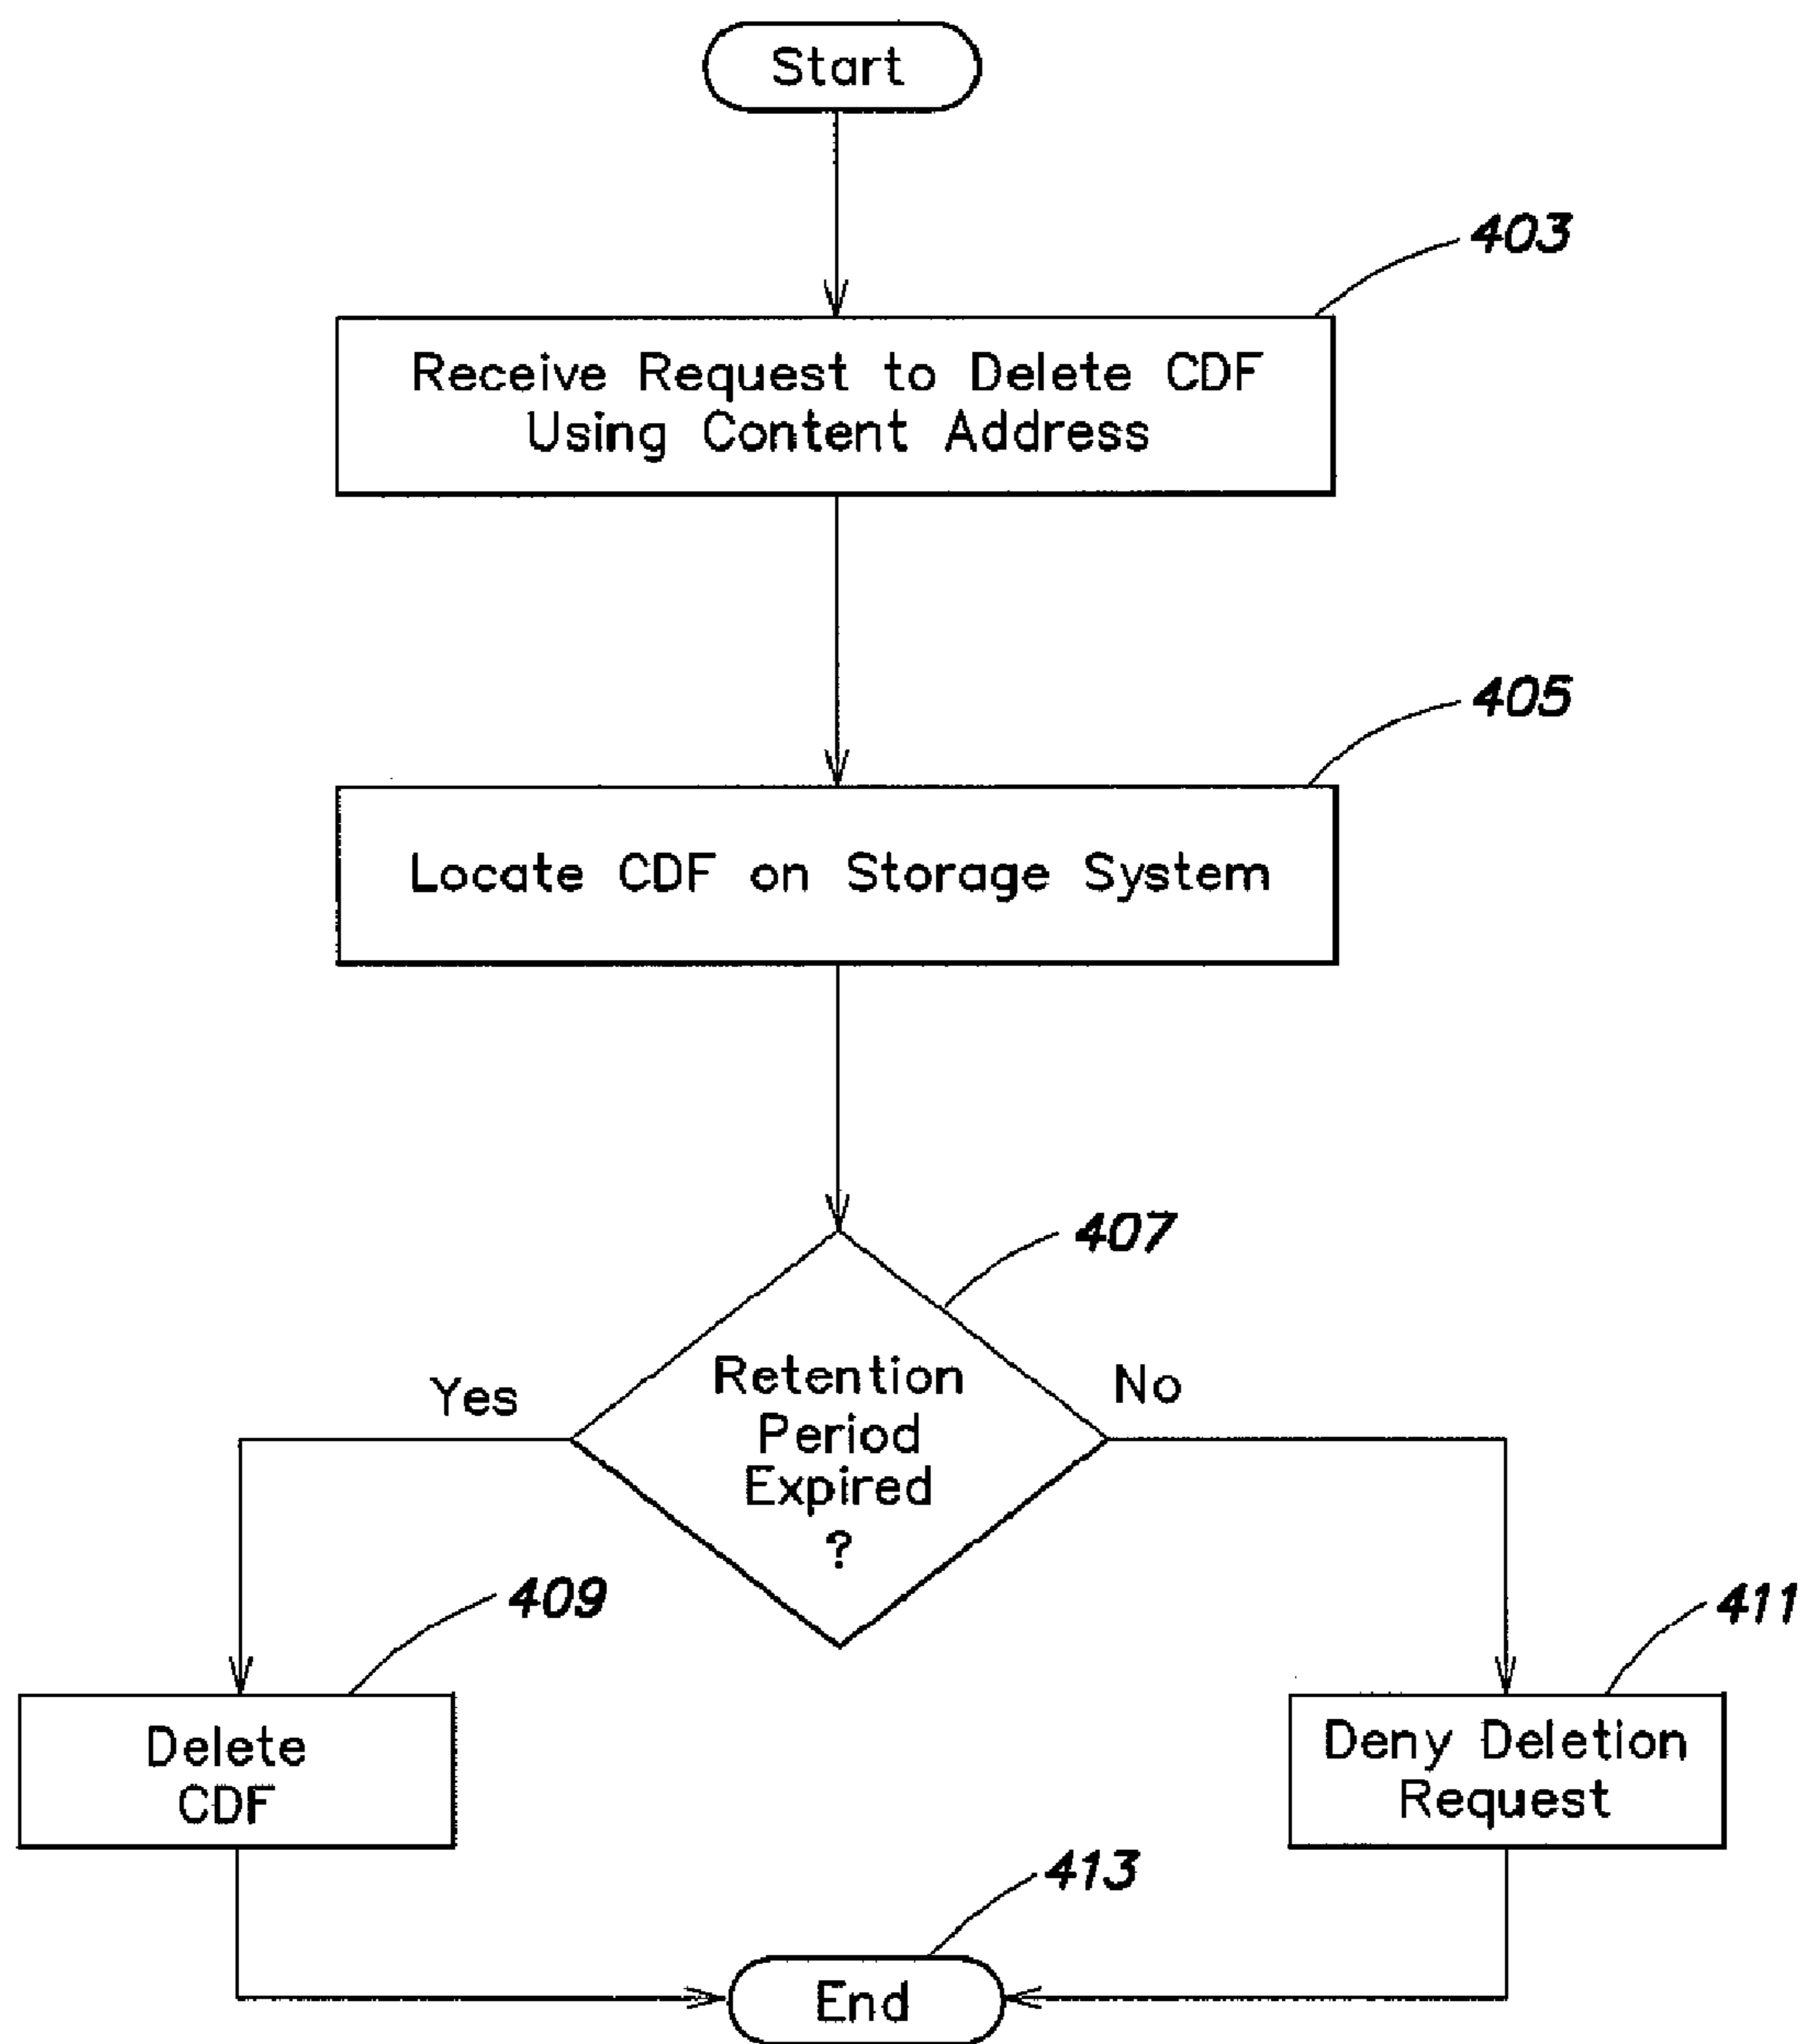 Start
403
Receive Request to Delete CDF
Using Content Address
405
Locate CDF on Storage System
407
Retention
Period
Expired
?
Yes
No
409
411
Delete
CDF
Deny Deletion
Request
413
End